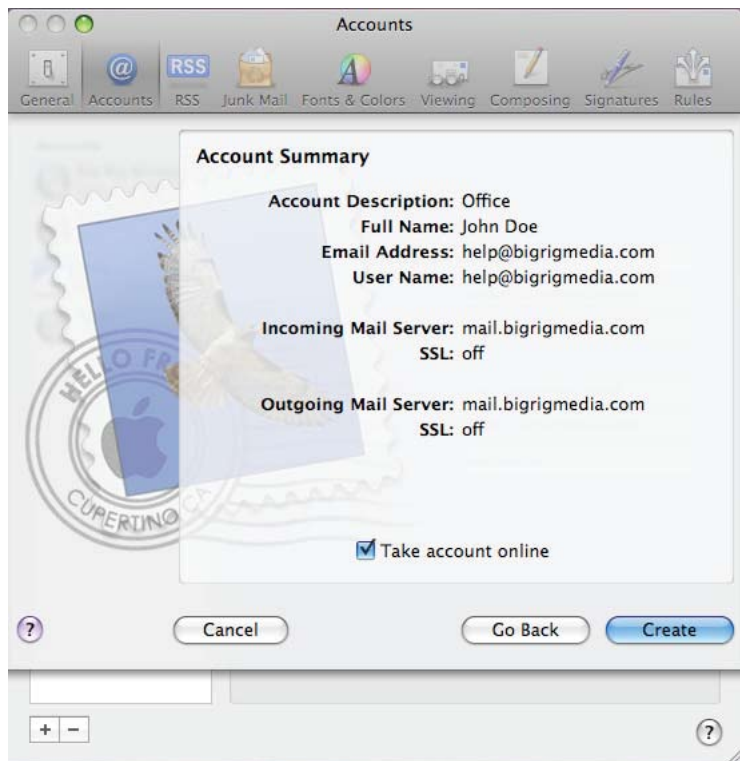 Accounts
RSS
General Accounts RSS Junk Mail Fonts & Colors Viewing Composing Signatures Rules
Account Summary
Account Description: Office
Full Name: John Doe
Email Address: help@bigrigmedia.com
User Name: help@bigrigmedia.com
Incoming Mail Server: mail.bigrigmedia.com
SSL: off
Outgoing Mail Server: mail.bigrigmedia.com
SSL: off
HELLO FR
CUPERTINO CA
Take account online
? Cancel Go Back Create
+ - ?